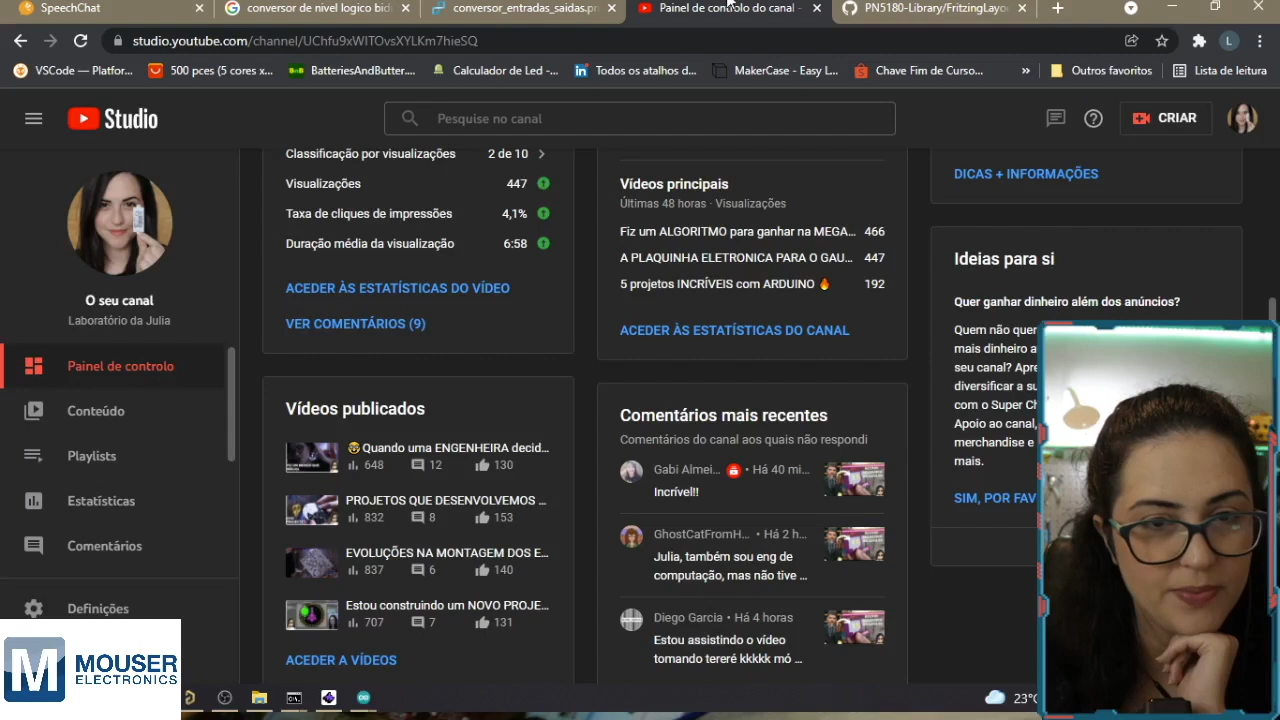 SpeechChat
conversor de nivel logico bidi
conversor_entradas_saidas.pn
Painel de controlo do canal -
PN5180-Library/FritzingLayou
studio.youtube.com/channel/UChfu9xWITOvsXYLKm7hieSQ
L
VSCode — Platfor...
500 pces (5 cores x...
BatteriesAndButter....
Calculador de Led -...
Todos os atalhos d...
MakerCase - Easy L...
Chave Fim de Curso...
»
Outros favoritos
Lista de leitura
Studio
Pesquise no canal
CRIAR
O seu canal
Laboratório da Julia
Painel de controlo
Conteúdo
Playlists
Estatísticas
Comentários
Definições
Classificação por visualizações 2 de 10
Visualizações 447
Taxa de cliques de impressões 4,1%
Duração média da visualização 6:58
ACEDER ÀS ESTATÍSTICAS DO VÍDEO
VER COMENTÁRIOS (9)
Vídeos publicados
🤓Quando uma ENGENHEIRA decid...
648 12 130
PROJETOS QUE DESENVOLVEMOS ...
832 8 153
EVOLUÇÕES NA MONTAGEM DOS E...
837 6 140
Estou construindo um NOVO PROJE...
707 7 131
ACEDER A VÍDEOS
Vídeos principais
Últimas 48 horas · Visualizações
Fiz um ALGORITMO para ganhar na MEGA... 466
A PLAQUINHA ELETRONICA PARA O GAU... 447
5 projetos INCRÍVEIS com ARDUINO 🔥 192
ACEDER ÀS ESTATÍSTICAS DO CANAL
Comentários mais recentes
Comentários do canal aos quais não respondi
Gabi Almei... • Há 40 mi...
Incrível!!
GhostCatFromH... • Há 2 h...
Julia, também sou eng de
computação, mas não tive ...
Diego Garcia • Há 4 horas
Estou assistindo o vídeo
tomando tereré kkkkk mó ...
DICAS + INFORMAÇÕES
Ideias para si
Quer ganhar dinheiro além dos anúncios?
Quem não quer
mais dinheiro a
seu canal? Apre
diversificar a su
com o Super Ch
Apoio ao canal,
merchandise e
mais.
SIM, POR FAV
MOUSER
ELECTRONICS
23°